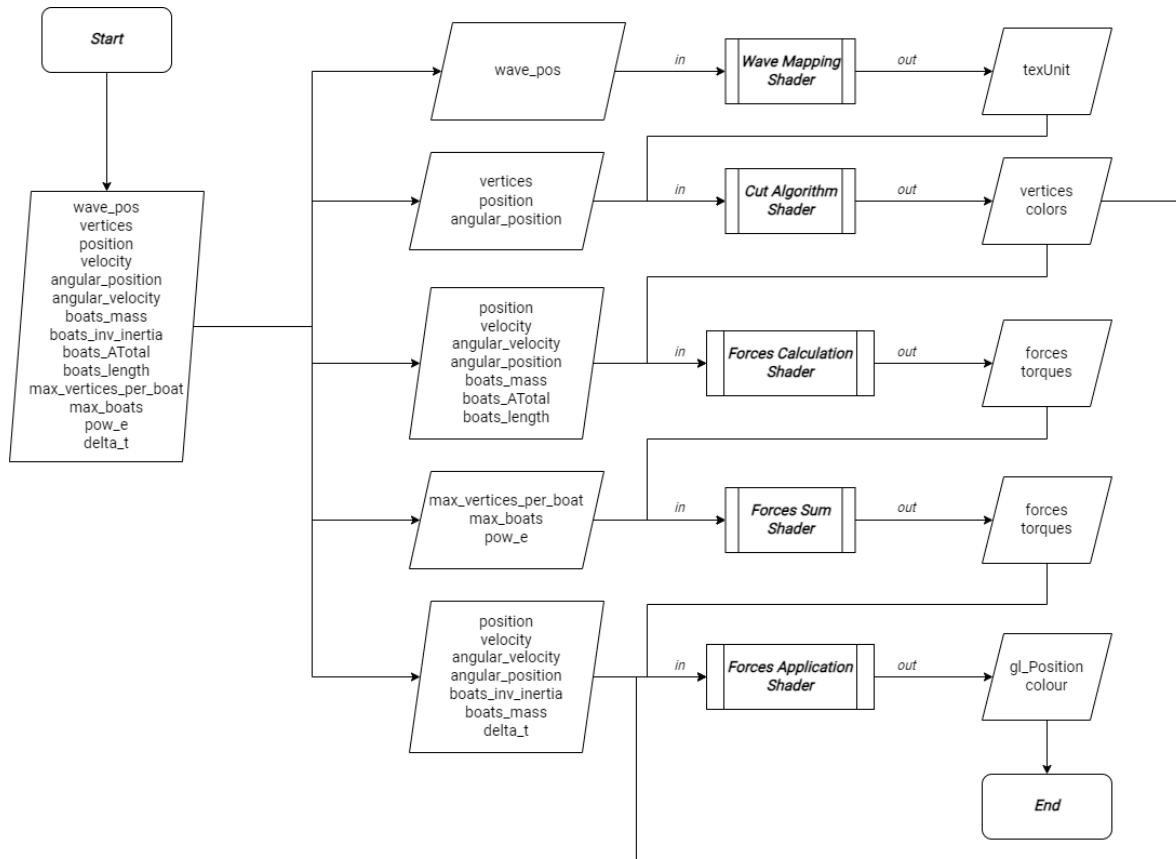 Start
wave_pos
vertices
position
velocity
angular_position
angular_velocity
boats_mass
boats_inv_inertia
boats_ATotal
boats_length
max_vertices_per_boat
max_boats
pow_e
delta_t
wave_pos
in
Wave Mapping
Shader
out
texUnit
vertices
position
angular_position
in
Cut Algorithm
Shader
out
vertices
colors
position
velocity
angular_velocity
angular_position
boats_mass
boats_ATotal
boats_length
in
Forces Calculation
Shader
out
forces
torques
max_vertices_per_boat
max_boats
pow_e
in
Forces Sum
Shader
out
forces
torques
position
velocity
angular_velocity
angular_position
boats_inv_inertia
boats_mass
delta_t
in
Forces Application
Shader
out
gl_Position
colour
End